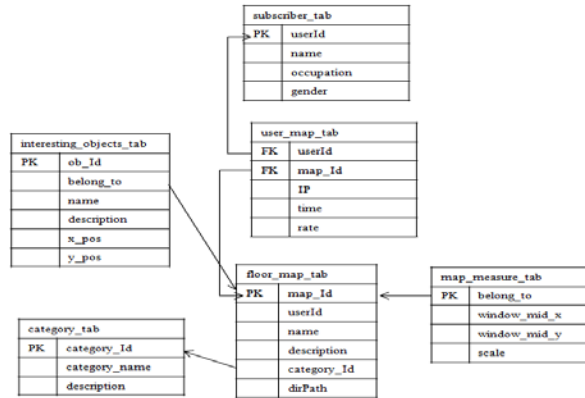 subscriber_tab
PK userId
name
occupation
gender
user_map_tab
FK userId
FK map_Id
IP
time
rate
interesting_objects_tab
PK ob_Id
belong_to
name
description
x_pos
y_pos
floor_map_tab
PK map_Id
userId
name
description
category_Id
dirPath
map_measure_tab
PK belong_to
window_mid_x
window_mid_y
scale
category_tab
PK category_Id
category_name
description